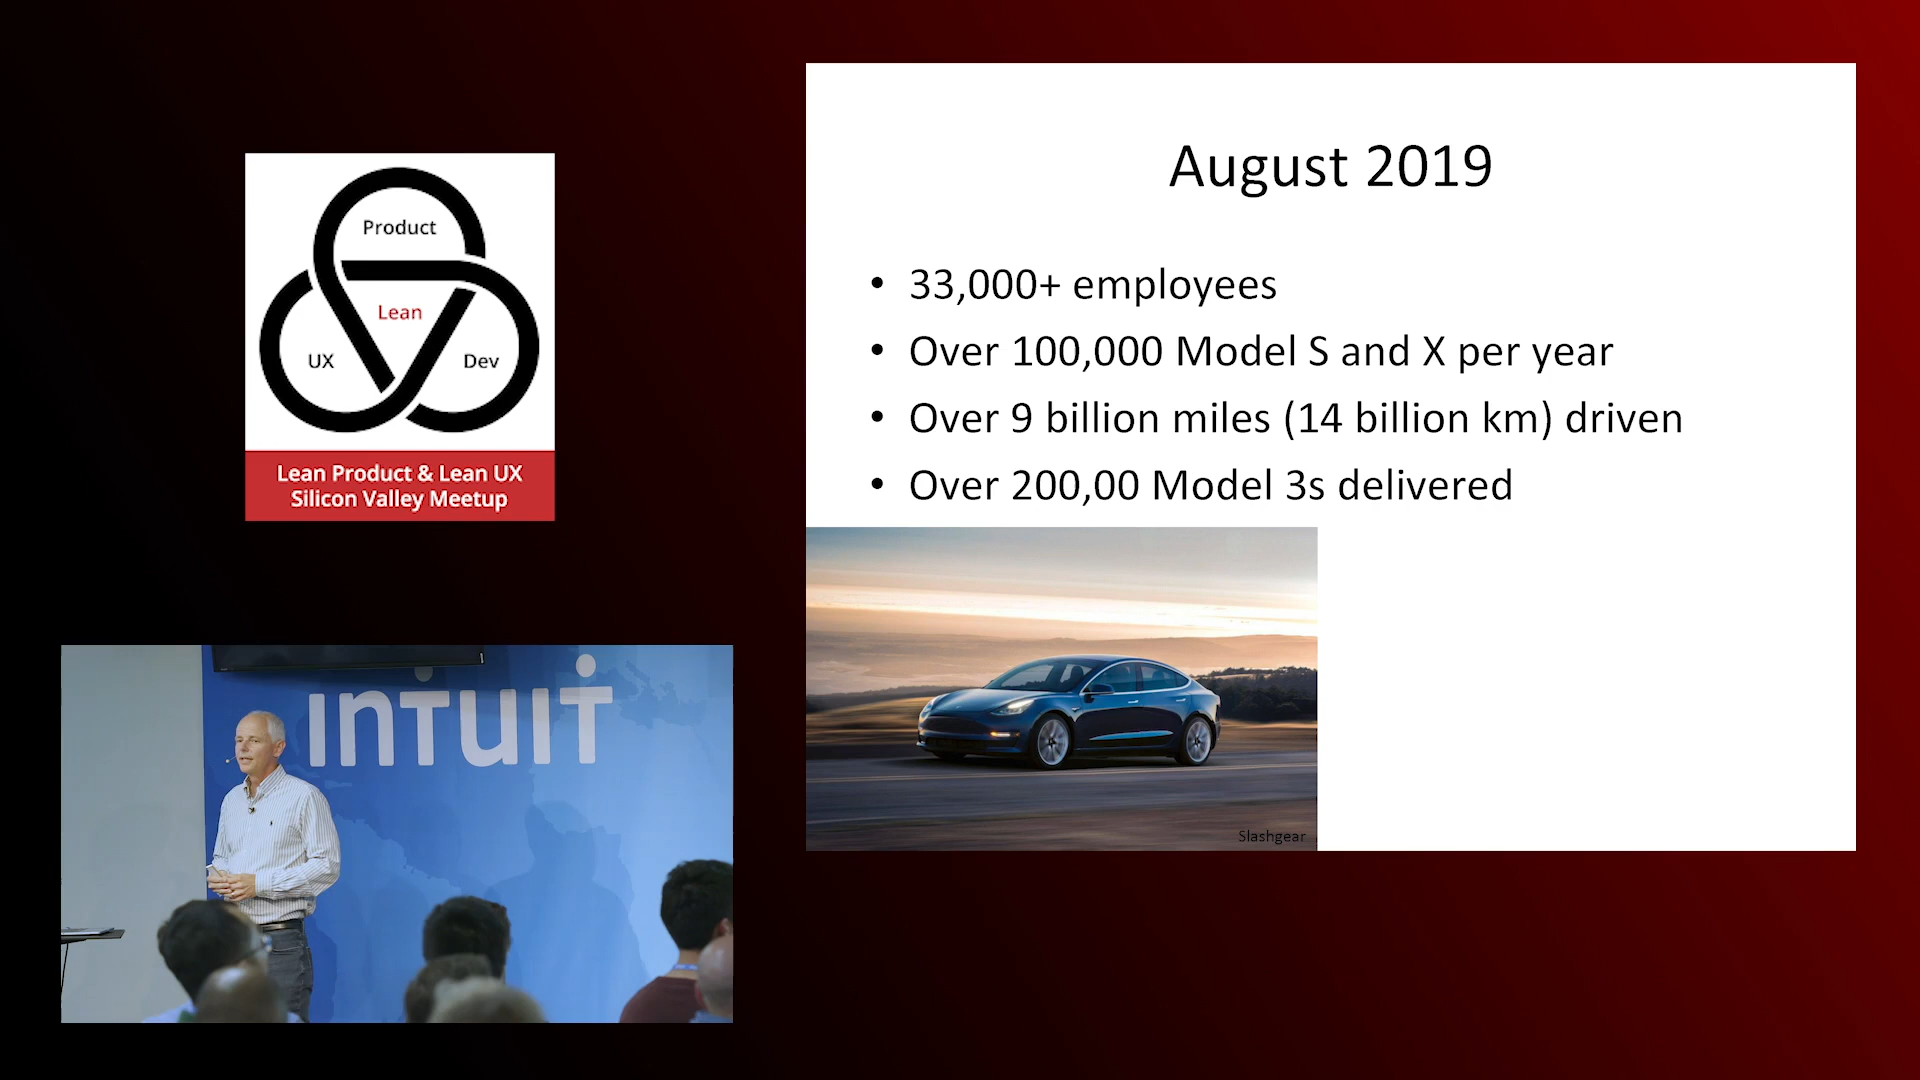 Product
Lean
UX
Dev
Lean Product & Lean UX
Silicon Valley Meetup
August 2019
• 33,000+ employees
• Over 100,000 Model S and X per year
• Over 9 billion miles (14 billion km) driven
• Over 200,00 Model 3s delivered
Slashgear
INTUIT